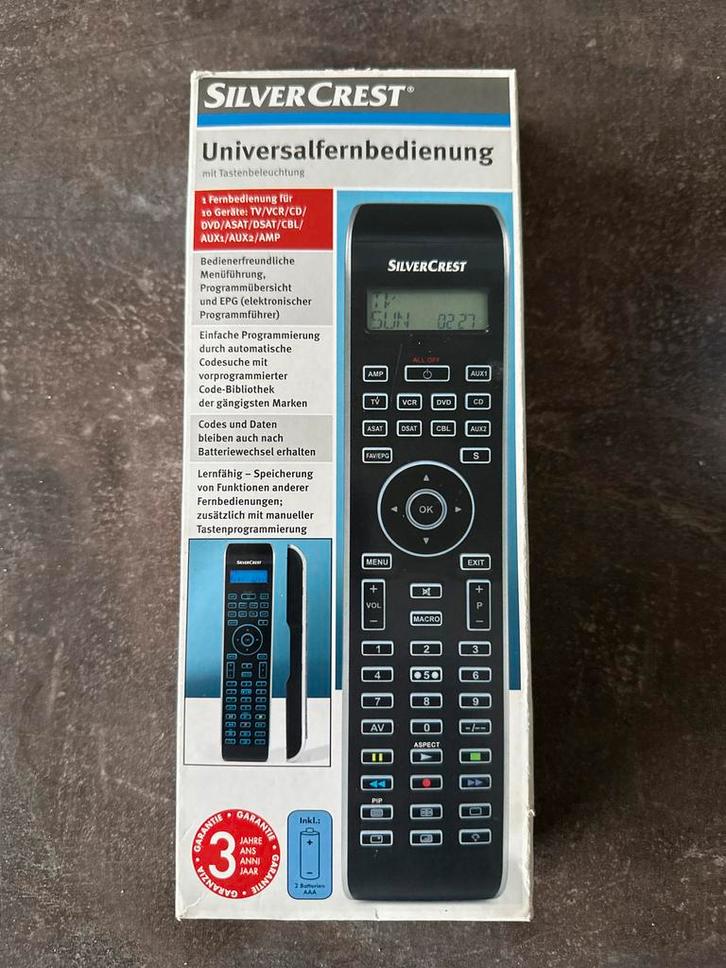 SILVERCREST®
Universalfernbedienung
mit Tastenbeleuchtung
1 Fernbedienung für
10 Geräte: TV/VCR/CD/
DVD/ASAT/DSAT/CBL/
AUX1/AUX2/AMP
Bedienerfreundliche
Menüführung,
Programmübersicht
und EPG (elektronischer
Programmführer)
Einfache Programmierung
durch automatische
Codesuche mit
vorprogrammierter
Code-Bibliothek
der gängigsten Marken
Codes und Daten
bleiben auch nach
Batteriewechsel erhalten
Lernfähig – Speicherung
von Funktionen anderer
Fernbedienungen;
zusätzlich mit manueller
Tastenprogrammierung
SILVERCREST
GARANTIE • GARANTIE • GARANTIE • GARANZIA
3 JAHRE
ANS
ANNI
JAAR
Inkl.:
+
–
2 Batterien
AAA
SILVERCREST
TV
SUN 02:27
ALL OFF
AMP AUX1
TV VCR DVD CD
ASAT DSAT CBL AUX2
FAV/EPG S
OK
MENU EXIT
+ +
VOL P
– –
MACRO
1 2 3
4 5 6
7 8 9
AV 0 -/--
ASPECT
PIP